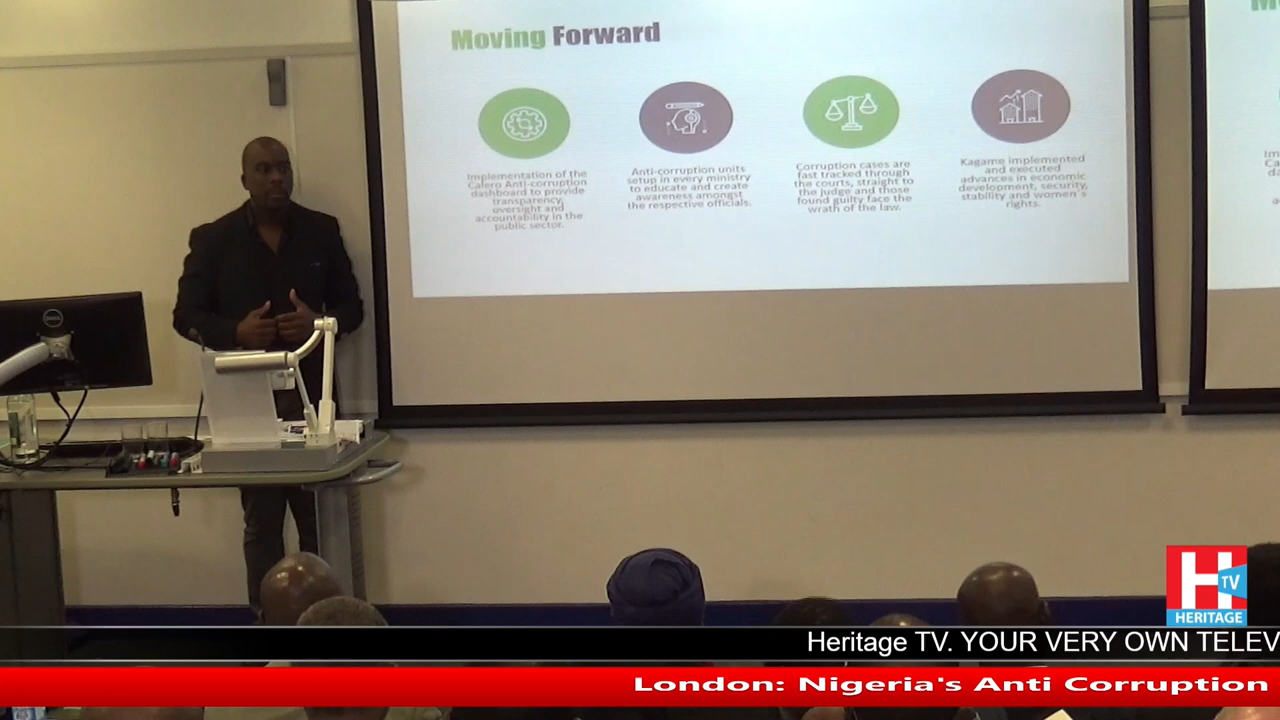 Moving Forward
Implementation of the
Calero Anti-corruption
dashboard to provide
transparency,
oversight and
accountability in the
public sector.
Anti-corruption units
setup in every ministry
to educate and create
awareness amongst
the respective officials.
Corruption cases are
fast tracked through
the courts, straight to
the judge and those
found guilty face the
wrath of the law.
Kagame implemented
and executed
advances in economic
development, security,
stability and women`s
rights.
DELL
H TV
HERITAGE
Heritage TV. YOUR VERY OWN TELEV
London: Nigeria's Anti Corruption